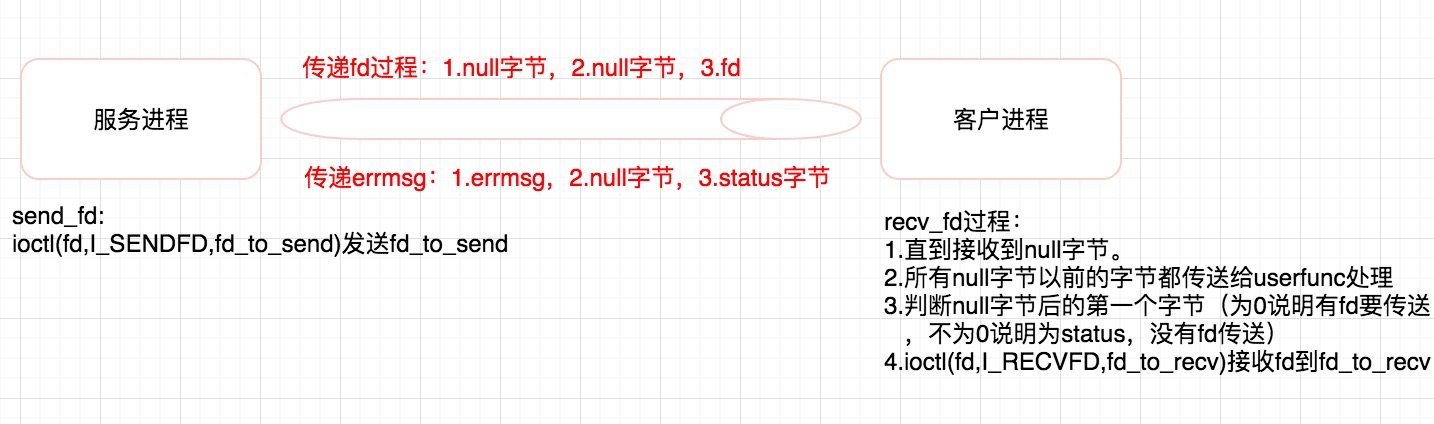 传递fd过程：1.null字节，2.null字节，3.fd
服务进程
客户进程
传递errmsg：1.errmsg，2.null字节，3.status字节
send_fd:
ioctl(fd,I_SENDFD,fd_to_send)发送fd_to_send
recv_fd过程：
1.直到接收到null字节。
2.所有null字节以前的字节都传送给userfunc处理
3.判断null字节后的第一个字节（为0说明有fd要传送
，不为0说明为status，没有fd传送）
4.ioctl(fd,I_RECVFD,fd_to_recv)接收fd到fd_to_recv